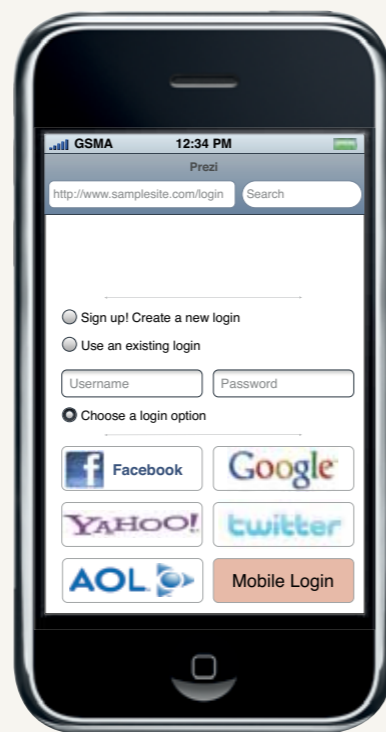 GSMA 12:34 PM
Prezi
http://www.samplesite.com/login Search
Sign up! Create a new login
Use an existing login
Username Password
Choose a login option
f Facebook Google
YAHOO! twitter
AOL Mobile Login